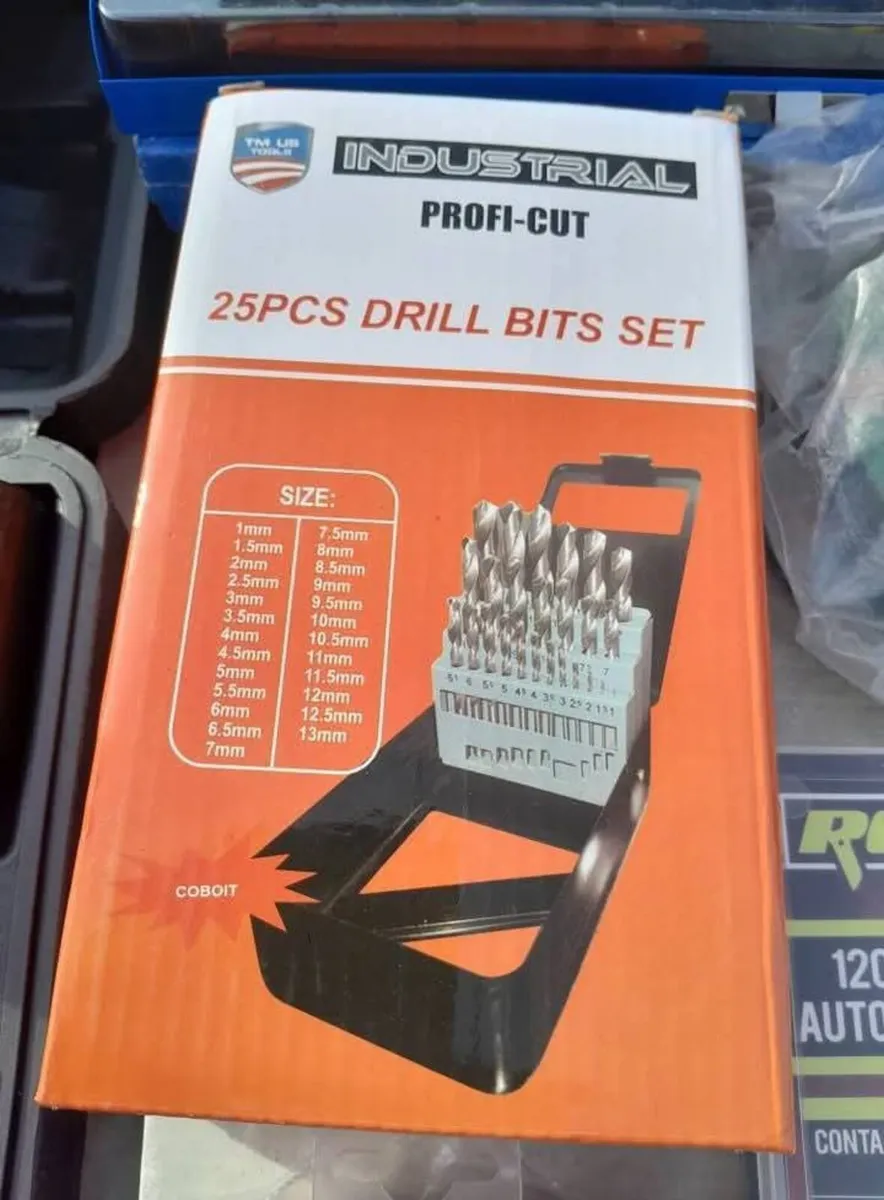 TM US
TOOLS
INDUSTRIAL
PROFI-CUT
25PCS DRILL BITS SET
SIZE:
1mm
1.5mm
2mm
2.5mm
3mm
3.5mm
4mm
4.5mm
5mm
5.5mm
6mm
6.5mm
7mm
7.5mm
8mm
8.5mm
9mm
9.5mm
10mm
10.5mm
11mm
11.5mm
12mm
12.5mm
13mm
COBOIT
120
AUTO
CONTA